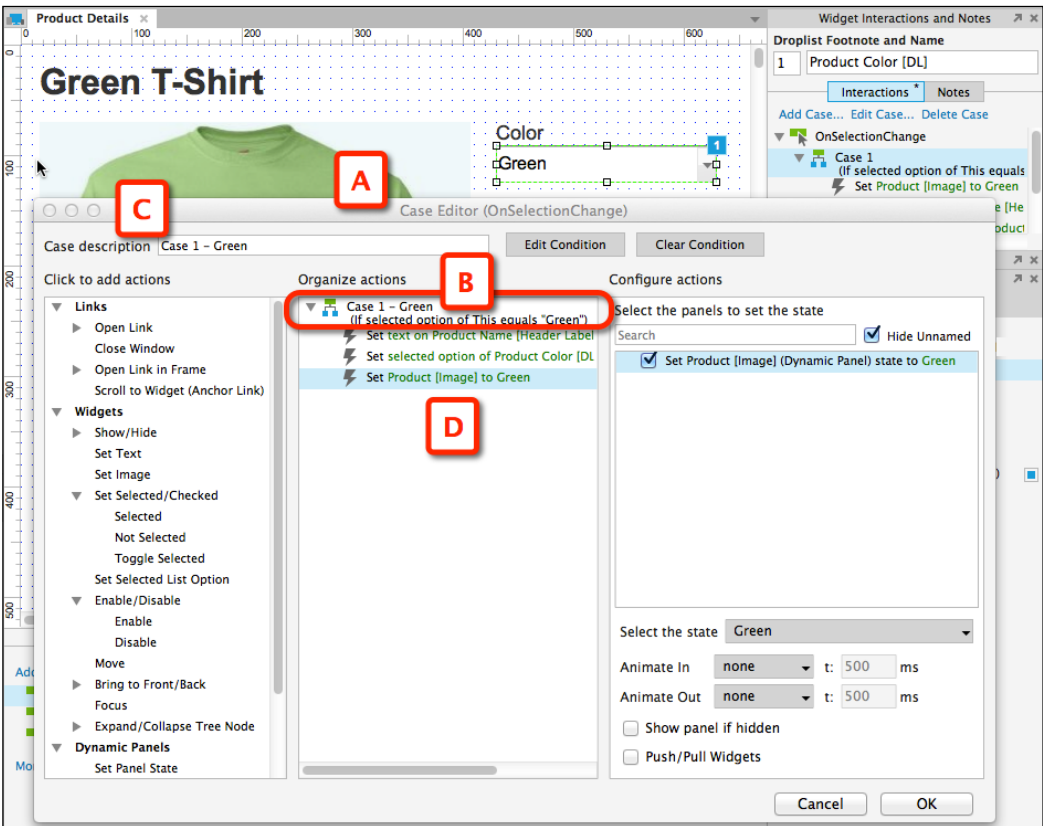 Product Details
Widget Interactions and Notes
0 100 200 300 400 500 600
Droplist Footnote and Name
1 Product Color [DL]
Green T-Shirt
Interactions * Notes
Add Case... Edit Case... Delete Case
Color
OnSelectionChange
1
Green
Case 1
(If selected option of This equals
Set Product [Image] to Green
A
C
e [He
oduct
Case Editor (OnSelectionChange)
Case description Case 1 – Green
Edit Condition Clear Condition
Click to add actions
Organize actions
Configure actions
B
Links
Open Link
Close Window
Open Link in Frame
Scroll to Widget (Anchor Link)
Widgets
Show/Hide
Set Text
Set Image
Set Selected/Checked
Selected
Not Selected
Toggle Selected
Set Selected List Option
Enable/Disable
Enable
Disable
Move
Bring to Front/Back
Focus
Expand/Collapse Tree Node
Dynamic Panels
Set Panel State
Case 1 – Green
(If selected option of This equals "Green")
Set text on Product Name [Header Label
Set selected option of Product Color [DL
Set Product [Image] to Green
D
Select the panels to set the state
Search
Hide Unnamed
Set Product [Image] (Dynamic Panel) state to Green
Select the state Green
Animate In none t: 500 ms
Animate Out none t: 500 ms
Show panel if hidden
Push/Pull Widgets
Cancel OK
0
100
200
300
400
500
Add
Mo